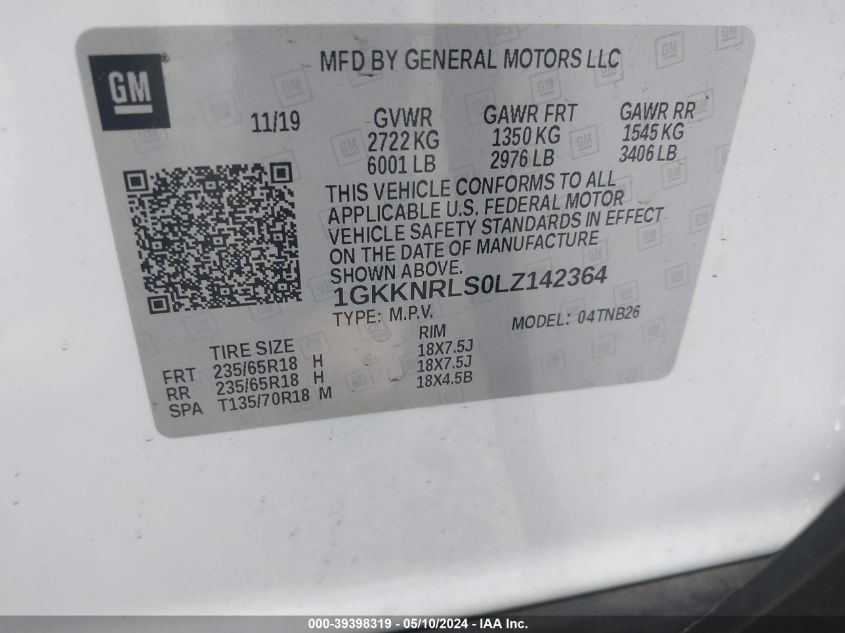 GM
MFD BY GENERAL MOTORS LLC
11/19
GVWR
2722 KG
6001 LB
GAWR FRT
1350 KG
2976 LB
GAWR RR
1545 KG
3406 LB
THIS VEHICLE CONFORMS TO ALL
APPLICABLE U.S. FEDERAL MOTOR
VEHICLE SAFETY STANDARDS IN EFFECT
ON THE DATE OF MANUFACTURE
SHOWN ABOVE.
1GKKNRLS0LZ142364
TYPE: M.P.V. MODEL: 04TNB26
TIRE SIZE RIM
FRT 235/65R18 H 18X7.5J
RR 235/65R18 H 18X7.5J
SPA T135/70R18 M 18X4.5B
000-39398319 - 05/10/2024 - IAA Inc.